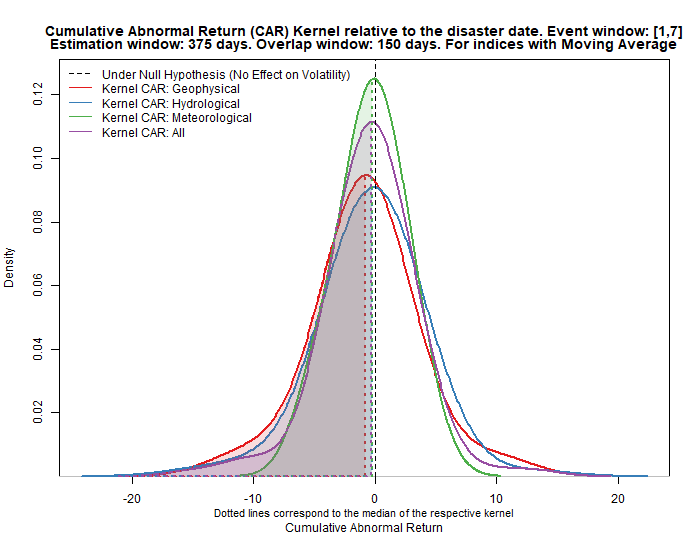 Cumulative Abnormal Return (CAR) Kernel relative to the disaster date. Event window: [1,7]
Estimation window: 375 days. Overlap window: 150 days. For indices with Moving Average
Under Null Hypothesis (No Effect on Volatility)
Kernel CAR: Geophysical
Kernel CAR: Hydrological
Kernel CAR: Meteorological
Kernel CAR: All
0.12
0.10
0.08
0.06
0.04
0.02
Density
-20
-10
0
10
20
Dotted lines correspond to the median of the respective kernel
Cumulative Abnormal Return